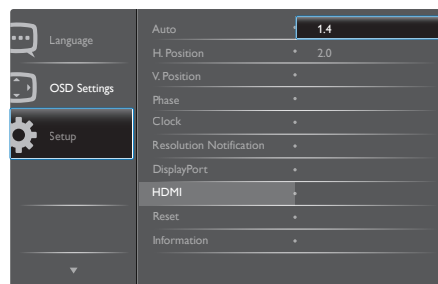 Language
OSD Settings
Setup
Auto
H. Position
V. Position
Phase
Clock
Resolution Notification
DisplayPort
HDMI
Reset
Information
1.4
2.0